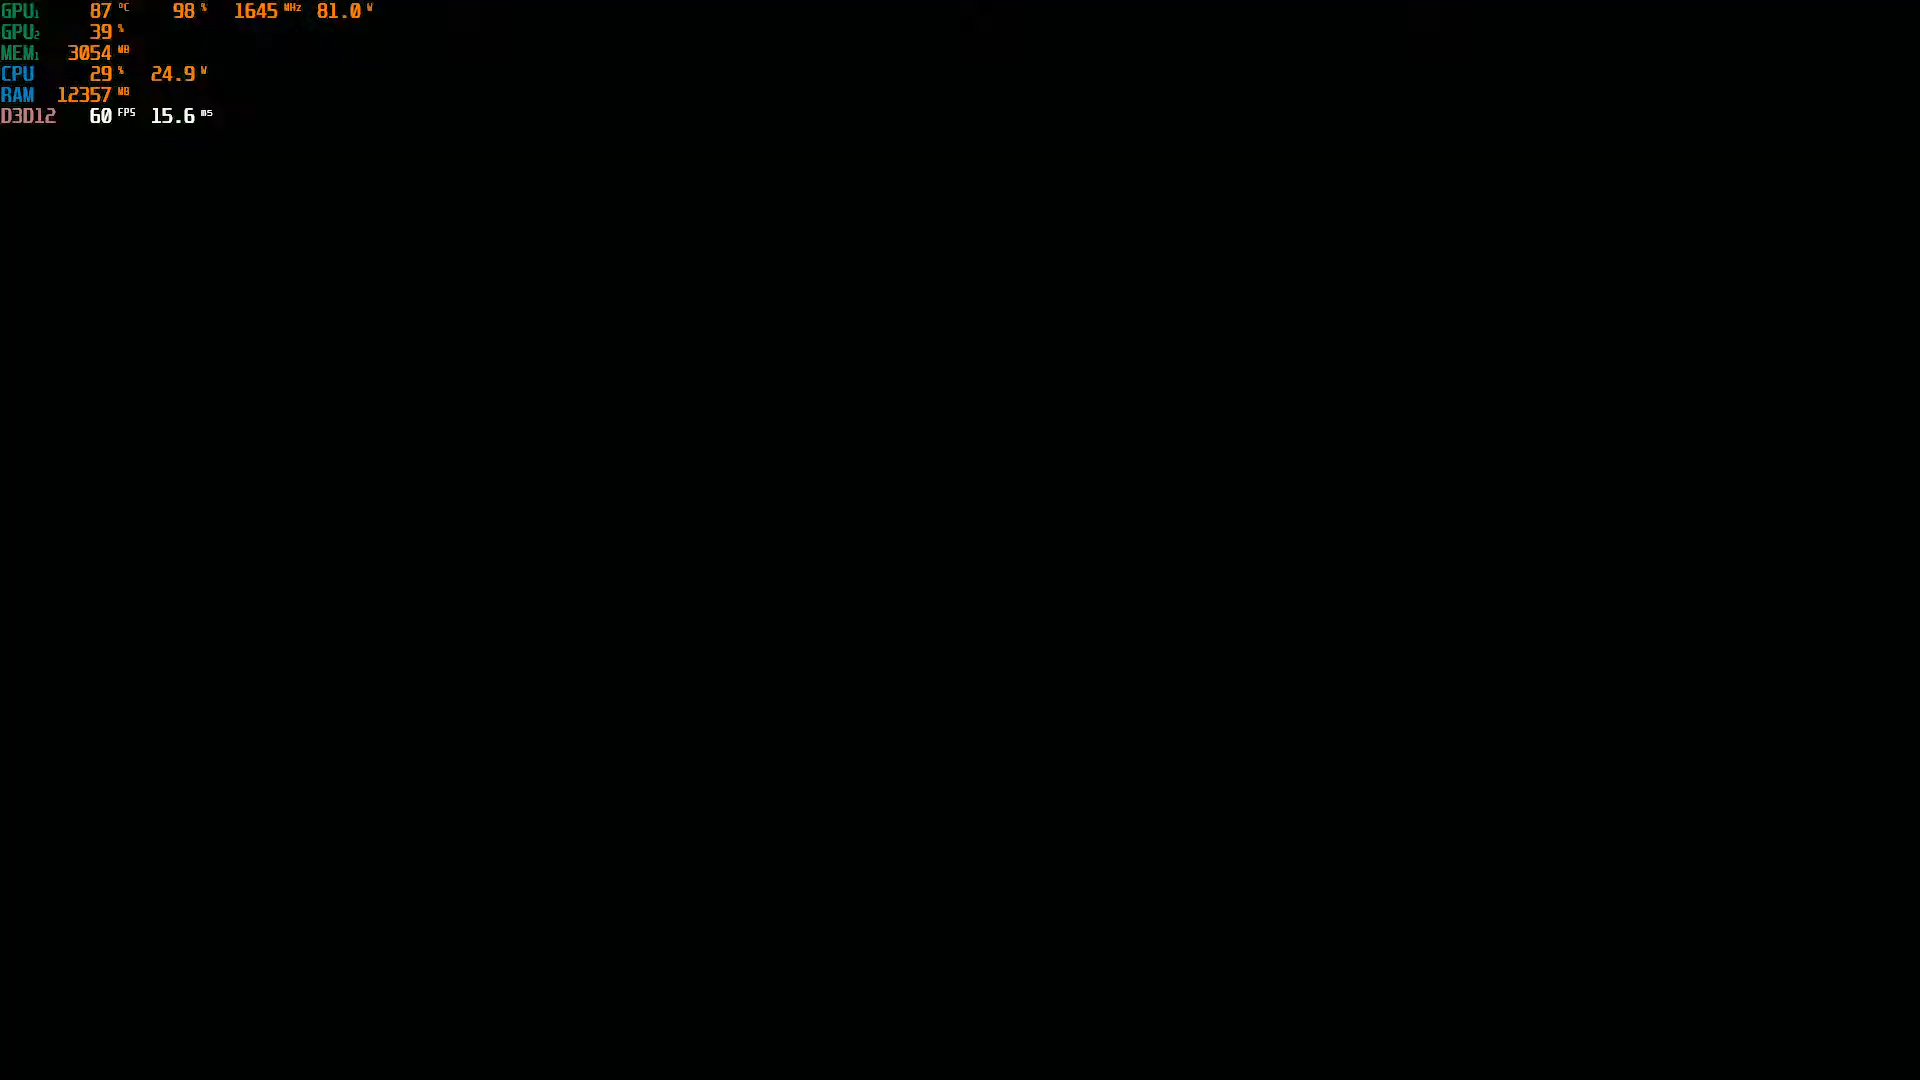 GPU₁ 87 °C 98 % 1645 MHz 81.0 W
GPU₂ 39 %
MEM₁ 3054 MB
CPU 29 % 24.9 W
RAM 12357 MB
D3D12 60 FPS 15.6 ms